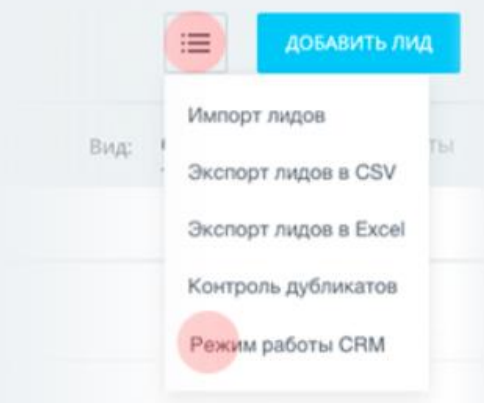 ДОБАВИТЬ ЛИД
Импорт лидов
Вид:
Экспорт лидов в CSV
Экспорт лидов в Excel
Контроль дубликатов
Режим работы CRM